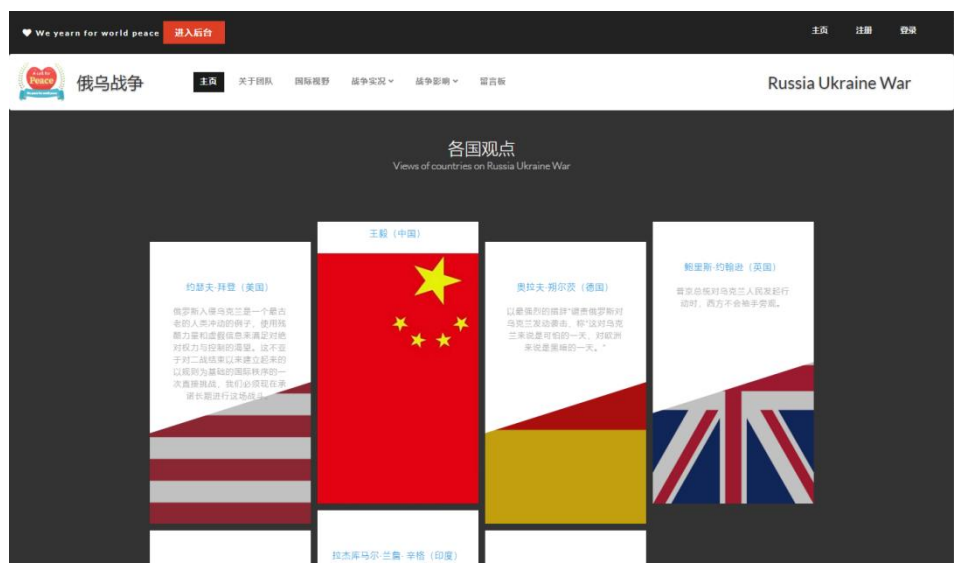 We yearn for world peace 进入后台
主页 注册 登录
Peace
俄乌战争
主页 关于团队 国际视野 战争实况 战争影响 留言板
Russia Ukraine War
各国观点
Views of countries on Russia Ukraine War
约瑟夫·拜登（美国）
俄罗斯入侵乌克兰是一个最古
老的人类冲动的例子，使用残
酷力量和虚假信息来满足对绝
对权力与控制的渴望。这不亚
于对二战结束以来建立起来的
以规则为基础的国际秩序的一
次直接挑战，我们必须现在承
诺长期进行这场战斗。
王毅（中国）
奥拉夫·朔尔茨（德国）
以最强烈的措辞"谴责俄罗斯对
乌克兰发动袭击，称"这对乌克
兰来说是可怕的一天，对欧洲
来说是黑暗的一天。"
鲍里斯·约翰逊（英国）
普京总统对乌克兰人民发起行
动时，西方不会袖手旁观。
拉杰库马尔·兰詹·辛格（印度）